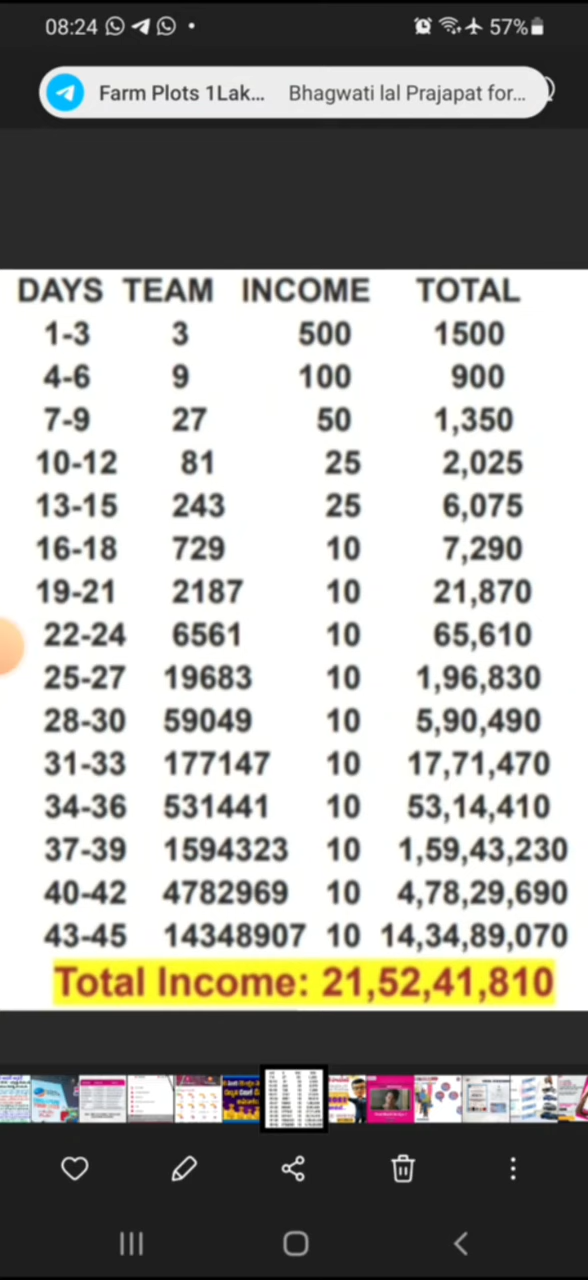 08:24 57%
Farm Plots 1Lak... Bhagwati lal Prajapat for...
DAYS TEAM INCOME TOTAL
1-3 3 500 1500
4-6 9 100 900
7-9 27 50 1,350
10-12 81 25 2,025
13-15 243 25 6,075
16-18 729 10 7,290
19-21 2187 10 21,870
22-24 6561 10 65,610
25-27 19683 10 1,96,830
28-30 59049 10 5,90,490
31-33 177147 10 17,71,470
34-36 531441 10 53,14,410
37-39 1594323 10 1,59,43,230
40-42 4782969 10 4,78,29,690
43-45 14348907 10 14,34,89,070
Total Income: 21,52,41,810